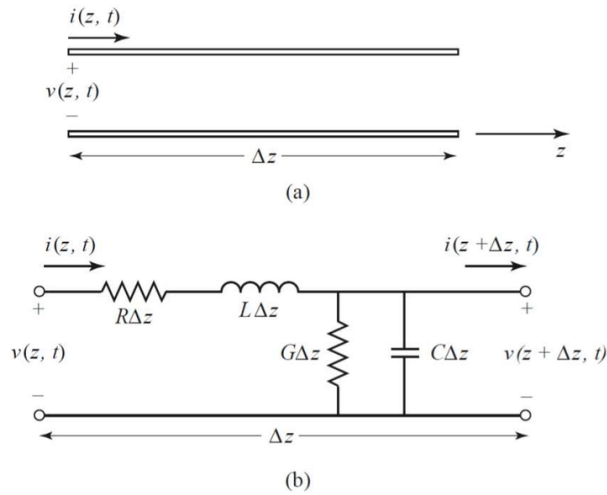 i(z, t)
+
v(z, t)
−
Δz
z
(a)
i(z, t) i(z + Δz, t)
RΔz LΔz
+ +
v(z, t) GΔz CΔz v(z + Δz, t)
− −
Δz
(b)